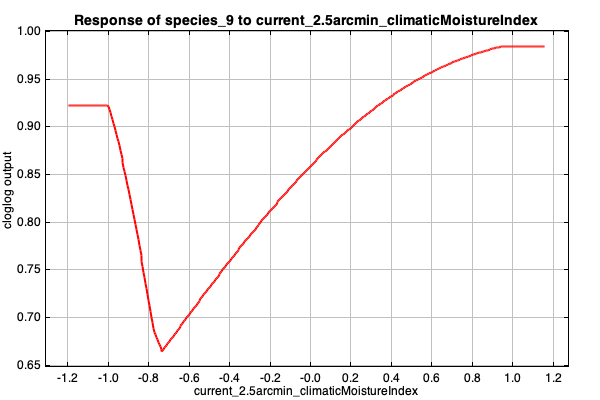 Response of species_9 to current_2.5arcmin_climaticMoistureIndex
1.00
0.95
0.90
0.85
0.80
0.75
0.70
0.65
cloglog output
-1.2 -1.0 -0.8 -0.6 -0.4 -0.2 -0.0 0.2 0.4 0.6 0.8 1.0 1.2
current_2.5arcmin_climaticMoistureIndex